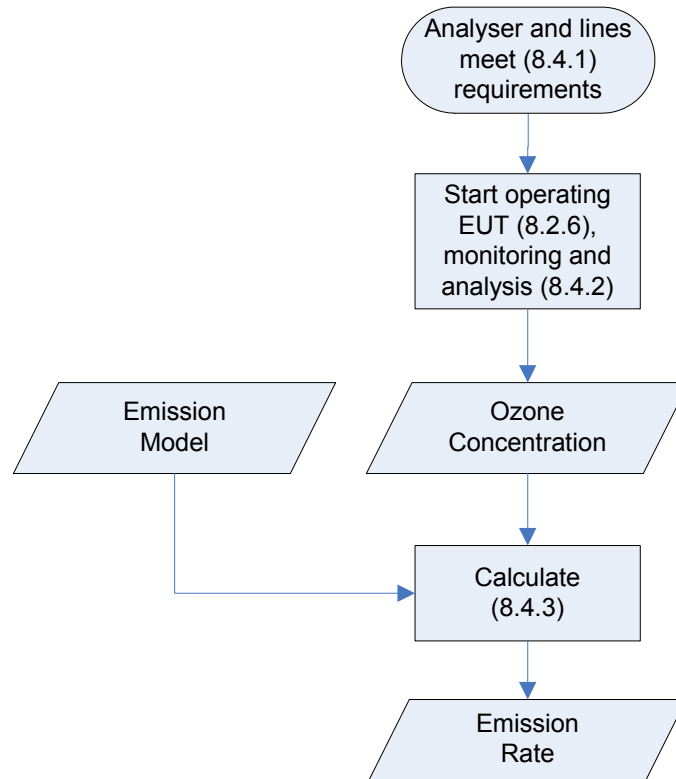 Analyser and lines
meet (8.4.1)
requirements
Start operating
EUT (8.2.6),
monitoring and
analysis (8.4.2)
Emission
Model
Ozone
Concentration
Calculate
(8.4.3)
Emission
Rate